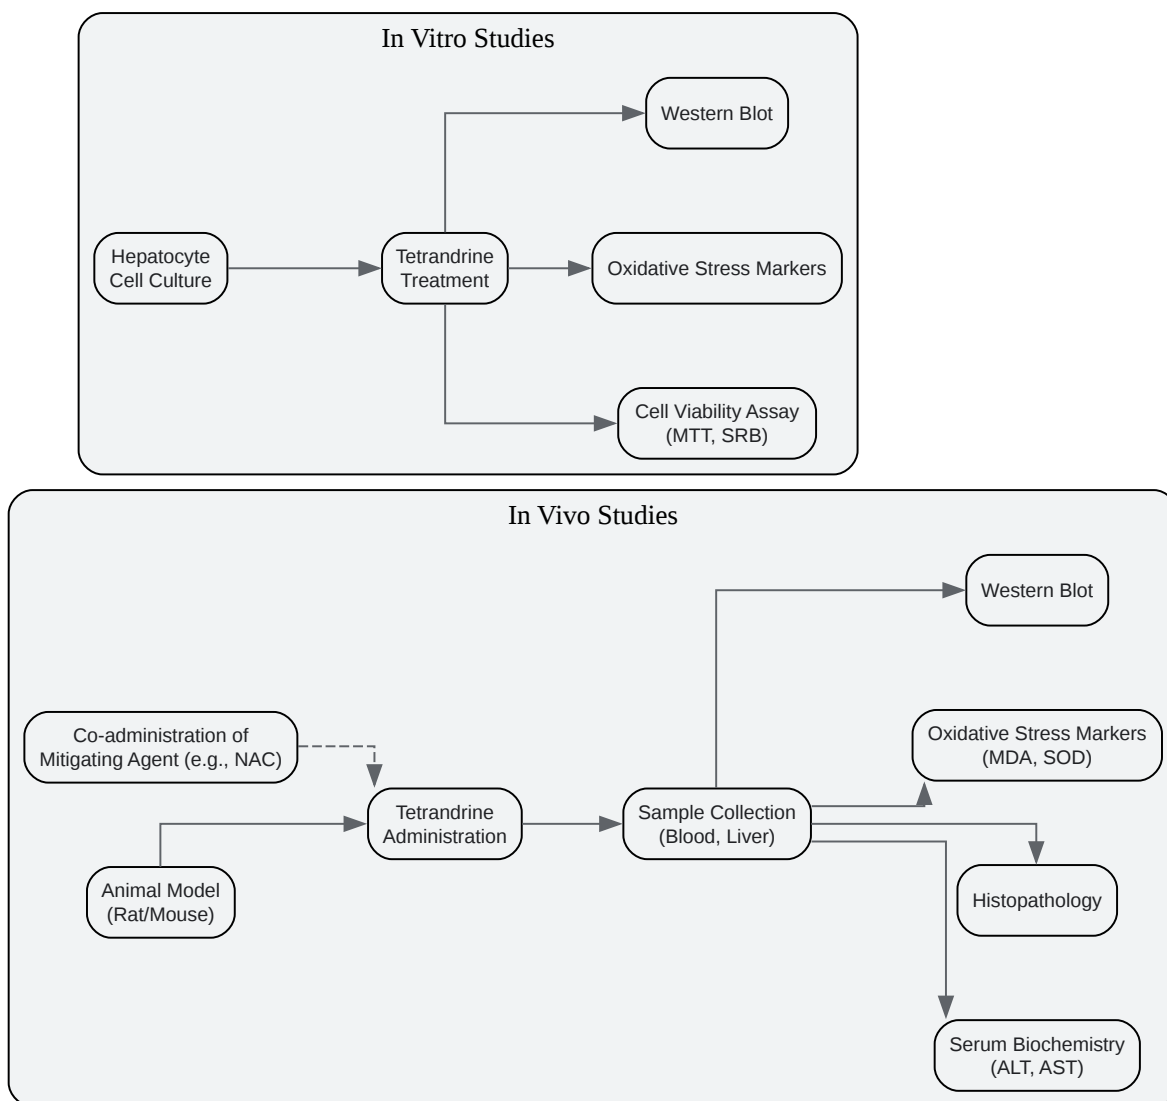 In Vitro Studies
Western Blot
Hepatocyte
Cell Culture
Tetrandrine
Treatment
Oxidative Stress Markers
Cell Viability Assay
(MTT, SRB)
In Vivo Studies
Western Blot
Co-administration of
Mitigating Agent (e.g., NAC)
Oxidative Stress Markers
(MDA, SOD)
Tetrandrine
Administration
Sample Collection
(Blood, Liver)
Animal Model
(Rat/Mouse)
Histopathology
Serum Biochemistry
(ALT, AST)